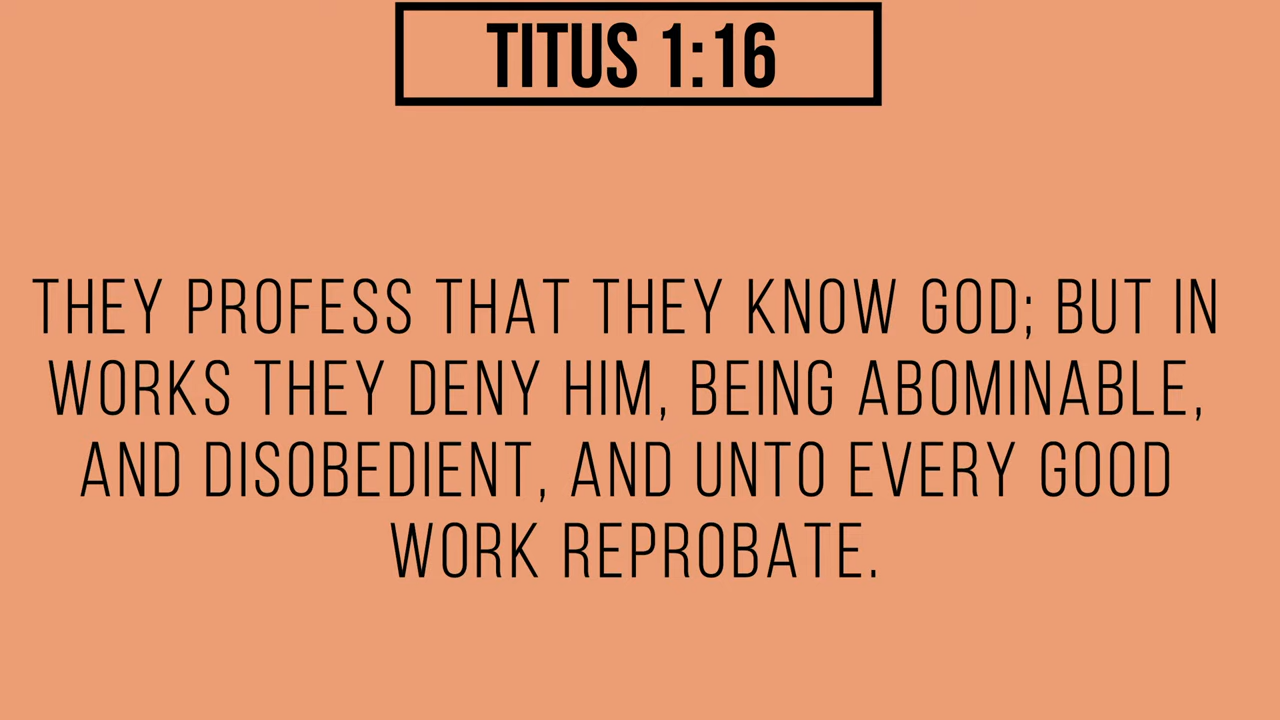 TITUS 1:16
THEY PROFESS THAT THEY KNOW GOD; BUT IN
WORKS THEY DENY HIM, BEING ABOMINABLE,
AND DISOBEDIENT, AND UNTO EVERY GOOD
WORK REPROBATE.